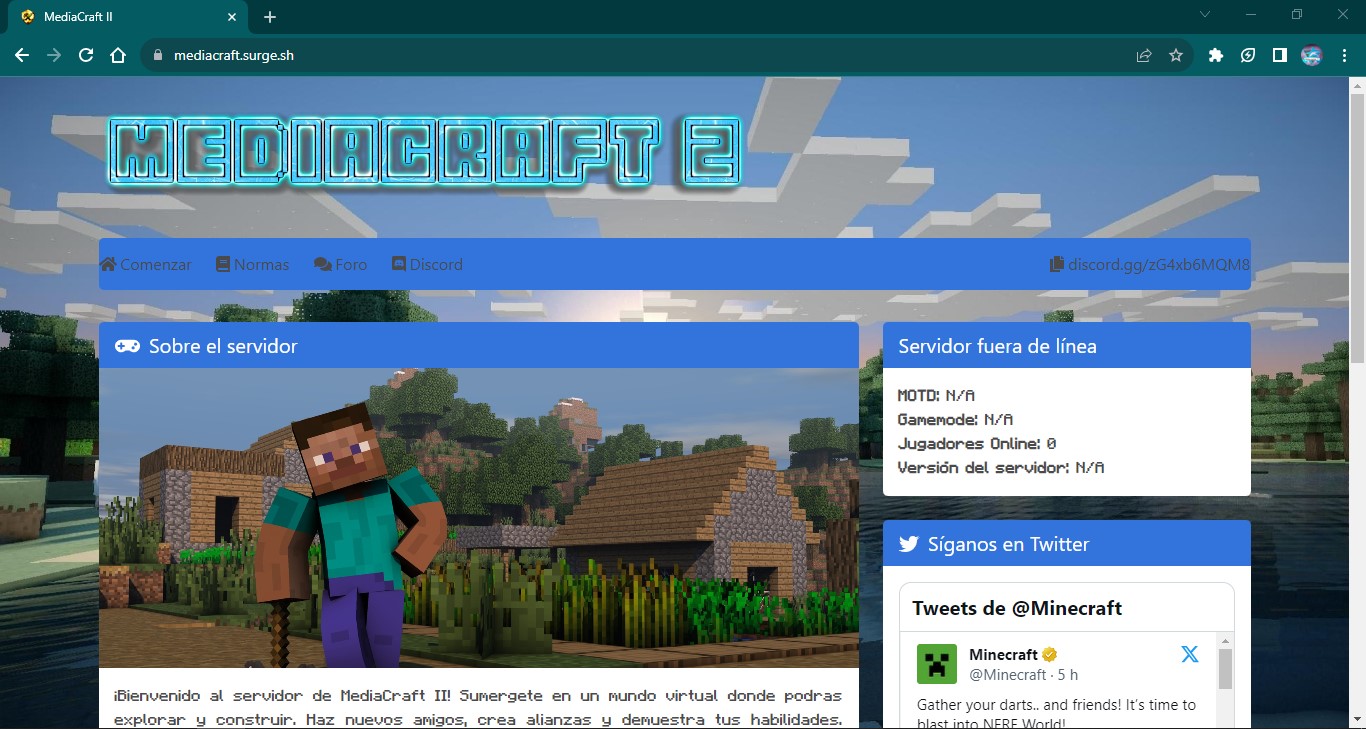 MediaCraft II
mediacraft.surge.sh
MEDIACRAFT 2
Comenzar Normas Foro Discord discord.gg/zG4xb6MQM8
Sobre el servidor
¡Bienvenido al servidor de MediaCraft II! Sumergete en un mundo virtual donde podras
explorar y construir. Haz nuevos amigos, crea alianzas y demuestra tus habilidades.
Servidor fuera de línea
MOTD: N/A
Gamemode: N/A
Jugadores Online: 0
Versión del servidor: N/A
Síganos en Twitter
Tweets de @Minecraft
Minecraft
@Minecraft · 5 h
Gather your darts.. and friends! It's time to
blast into NERF World!